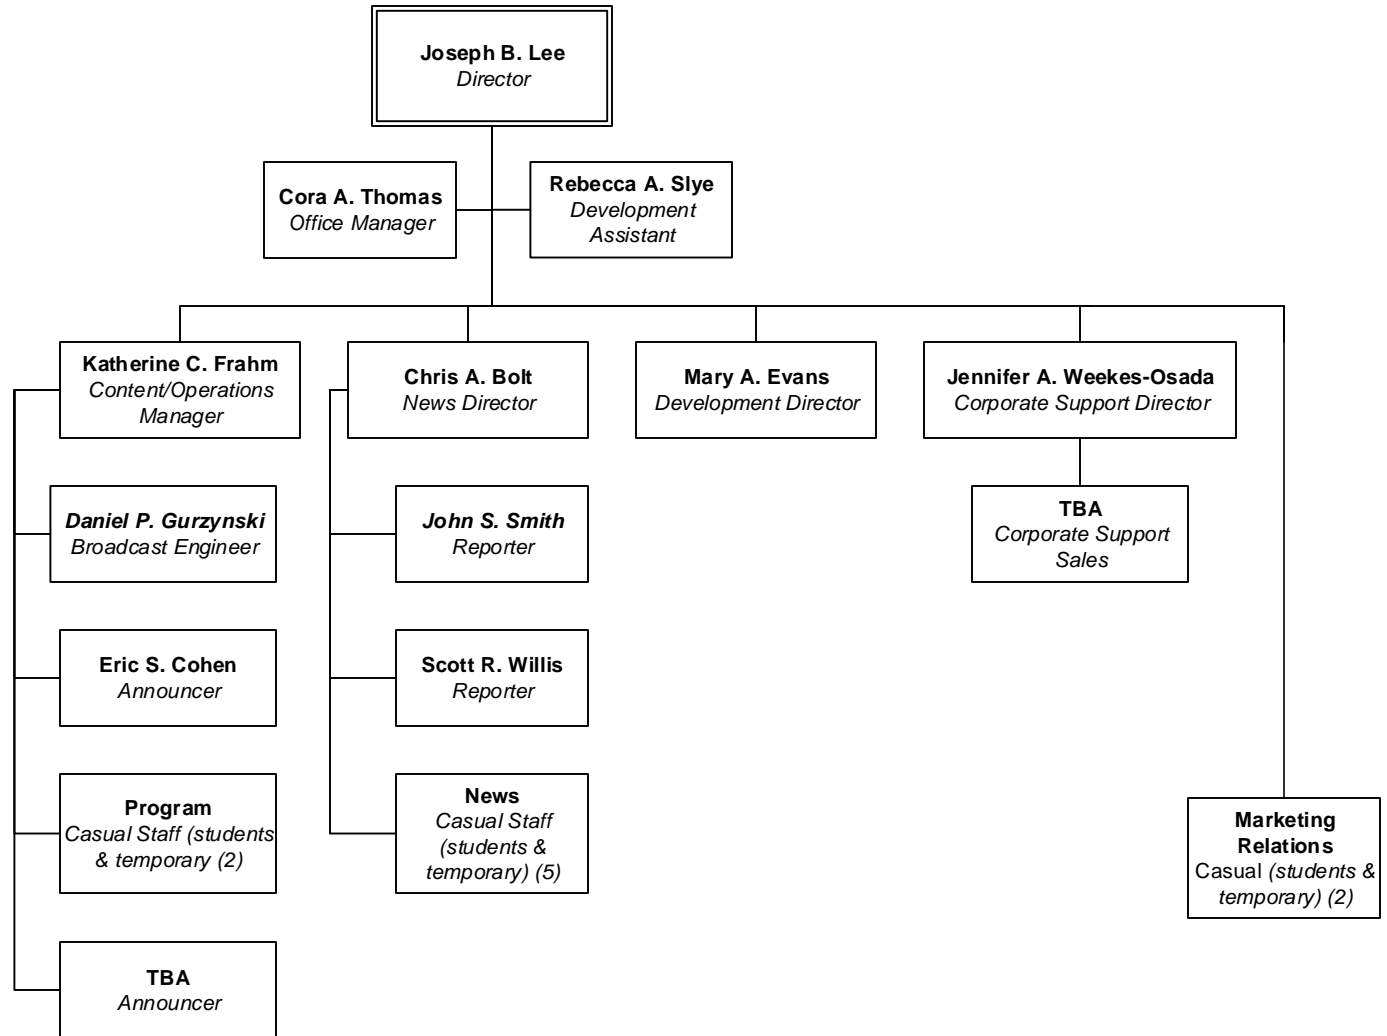 Joseph B. Lee
Director
Cora A. Thomas
Office Manager
Rebecca A. Slye
Development
Assistant
Katherine C. Frahm
Content/Operations
Manager
Chris A. Bolt
News Director
Mary A. Evans
Development Director
Jennifer A. Weekes-Osada
Corporate Support Director
Daniel P. Gurzynski
Broadcast Engineer
John S. Smith
Reporter
TBA
Corporate Support
Sales
Eric S. Cohen
Announcer
Scott R. Willis
Reporter
Program
Casual Staff (students
& temporary (2)
News
Casual Staff
(students &
temporary) (5)
Marketing
Relations
Casual (students &
temporary) (2)
TBA
Announcer